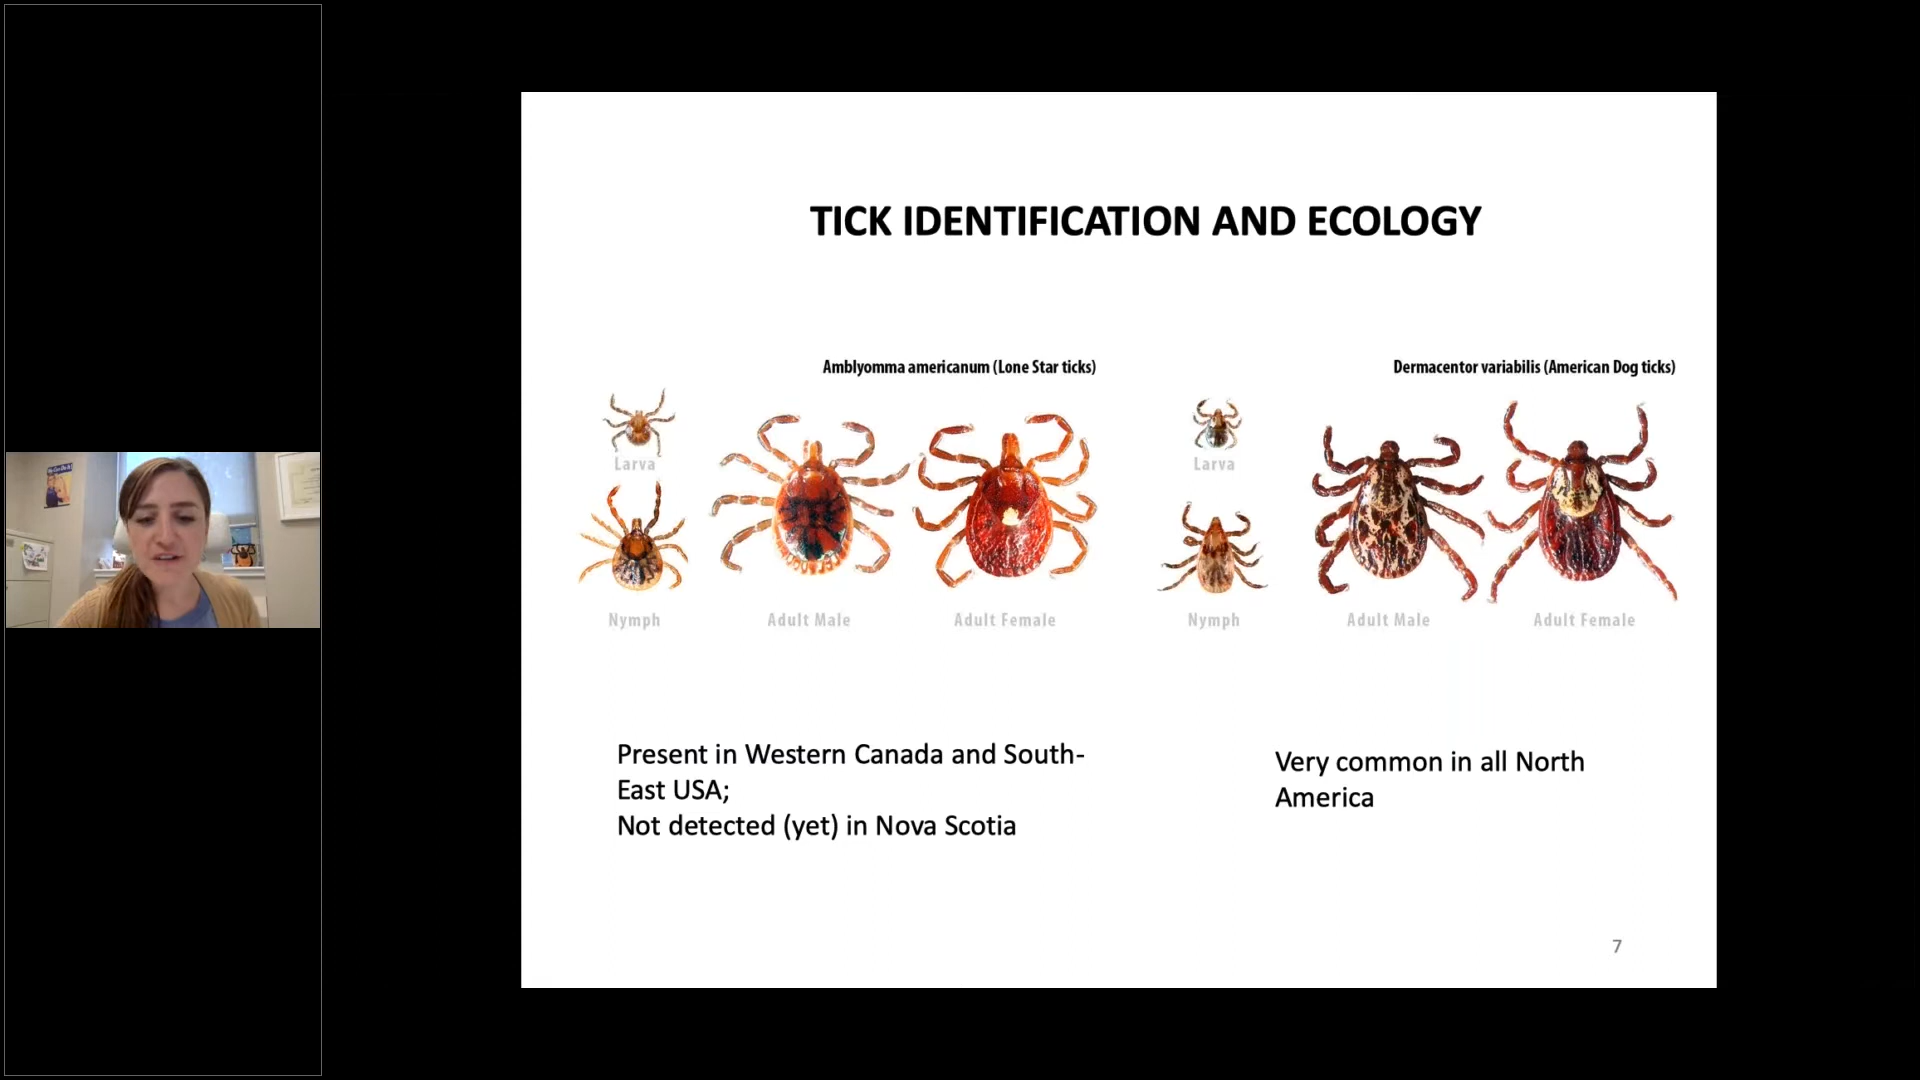 TICK IDENTIFICATION AND ECOLOGY
Amblyomma americanum (Lone Star ticks)
Larva
Nymph
Adult Male
Adult Female
Dermacentor variabilis (American Dog ticks)
Larva
Nymph
Adult Male
Adult Female
Present in Western Canada and South-
East USA;
Not detected (yet) in Nova Scotia
Very common in all North
America
7